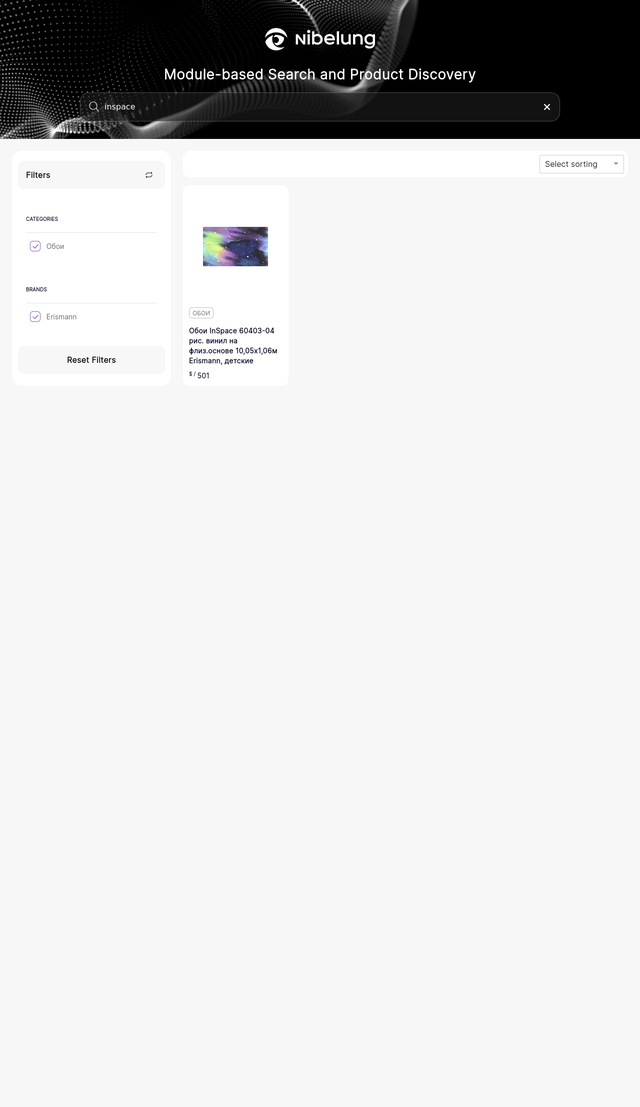 Nibelung
Module-based Search and Product Discovery
inspace
Filters
Select sorting
CATEGORIES
Обои
BRANDS
Erismann
Reset Filters
ОБОИ
Обои InSpace 60403-04
рис. винил на
флиз.основе 10,05х1,06м
Erismann, детские
$ / 501